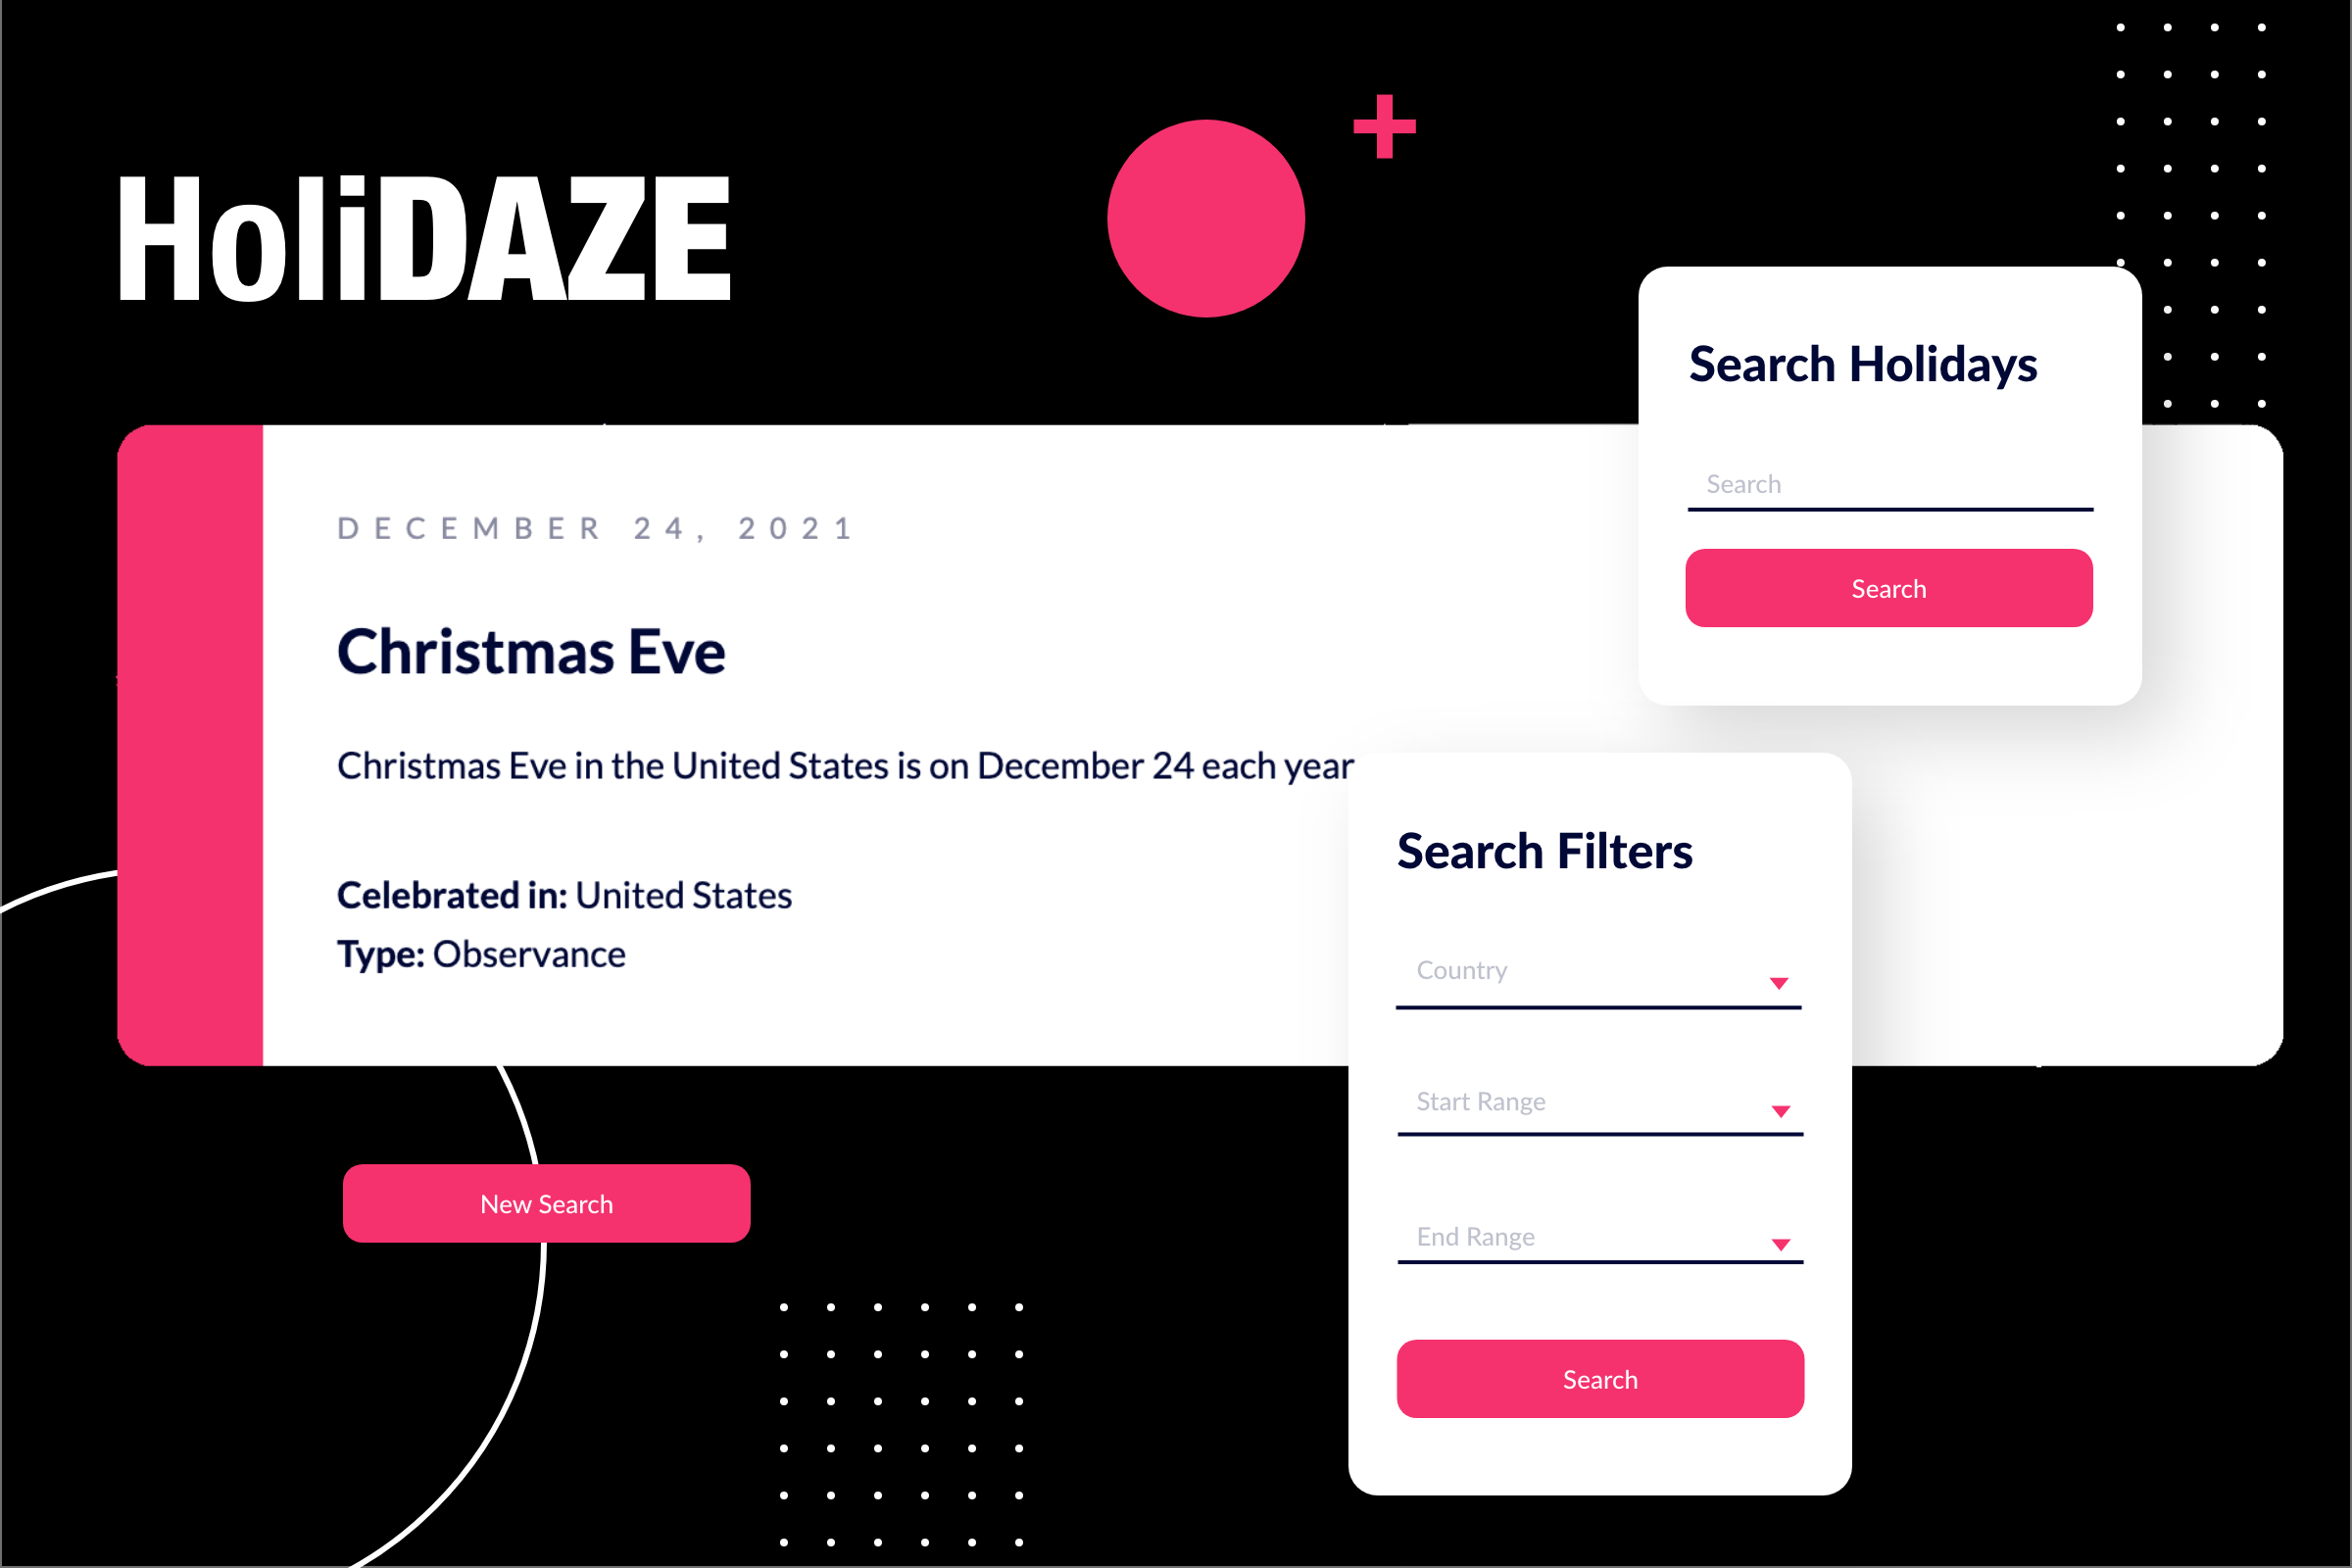 HoliDAZE
DECEMBER 24, 2021
Christmas Eve
Christmas Eve in the United States is on December 24 each year
Celebrated in: United States
Type: Observance
New Search
Search Holidays
Search
Search
Search Filters
Country
Start Range
End Range
Search